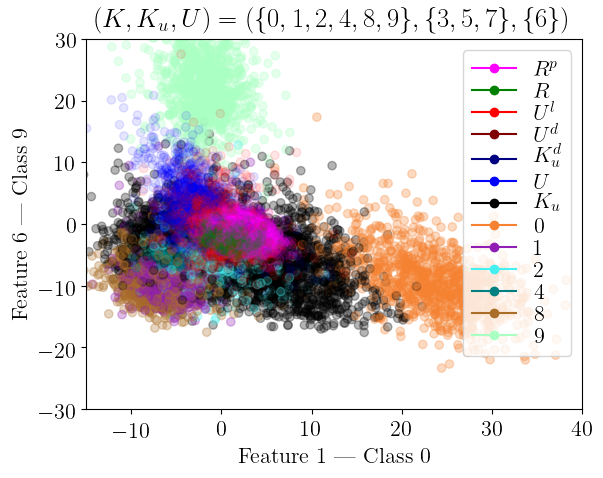 (K, K_u, U) = ({0, 1, 2, 4, 8, 9}, {3, 5, 7}, {6})
30
20
10
0
−10
−20
−30
Feature 6 — Class 9
R^p
R
U^l
U^d
K_u^d
U
K_u
0
1
2
4
8
9
−10
0
10
20
30
40
Feature 1 — Class 0